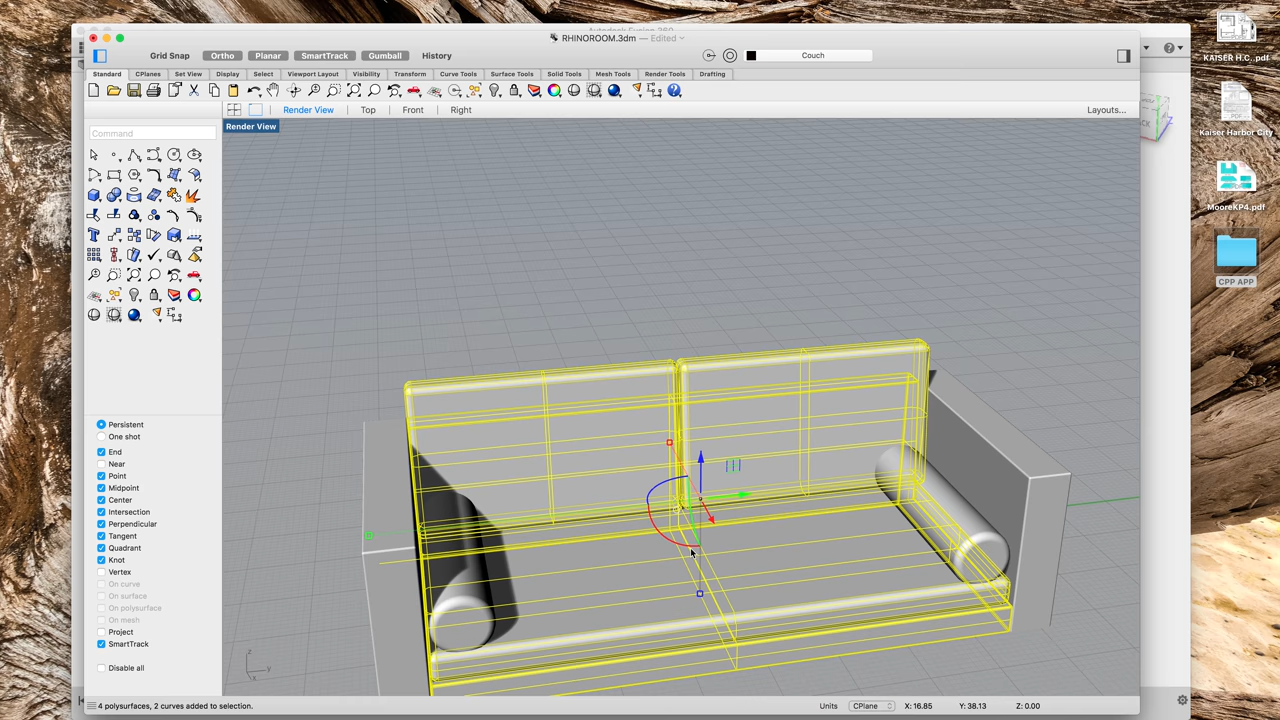 Autodesk Fusion 360
RHINOROOM.3dm — Edited
Grid Snap Ortho Planar SmartTrack Gumball History Couch
Standard CPlanes Set View Display Select Viewport Layout Visibility Transform Curve Tools Surface Tools Solid Tools Mesh Tools Render Tools Drafting
Render View Top Front Right Layouts...
Render View
Command
Persistent
One shot
End
Near
Point
Midpoint
Center
Intersection
Perpendicular
Tangent
Quadrant
Knot
Vertex
On curve
On surface
On polysurface
On mesh
Project
SmartTrack
Disable all
z
y
x
4 polysurfaces, 2 curves added to selection. Units CPlane X: 16.85 Y: 38.13 Z: 0.00
KAISER H.C..pdf
Kaiser Harbor City
MooreKP4.pdf
CPP APP